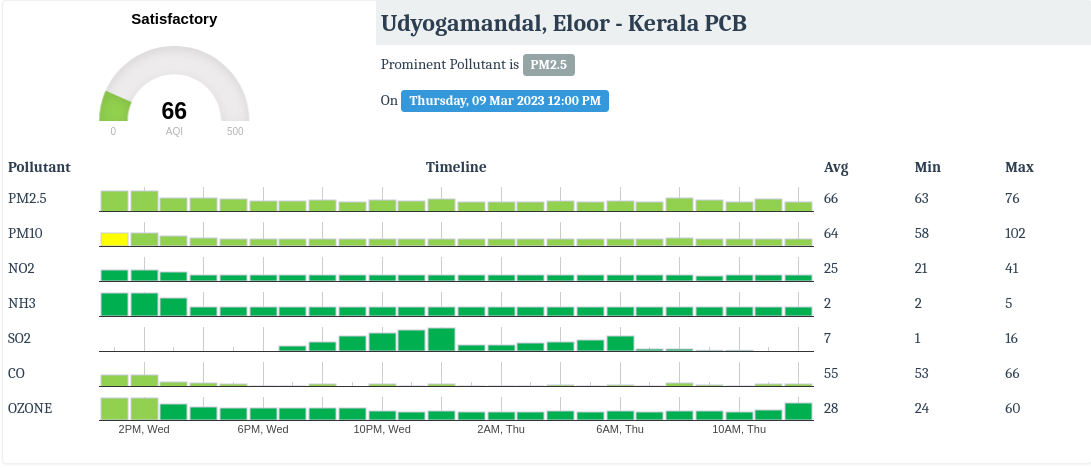 Satisfactory
66
0 AQI 500
Udyogamandal, Eloor - Kerala PCB
Prominent Pollutant is PM2.5
On Thursday, 09 Mar 2023 12:00 PM
Pollutant Timeline Avg Min Max
PM2.5 66 63 76
PM10 64 58 102
NO2 25 21 41
NH3 2 2 5
SO2 7 1 16
CO 55 53 66
OZONE 28 24 60
2PM, Wed 6PM, Wed 10PM, Wed 2AM, Thu 6AM, Thu 10AM, Thu